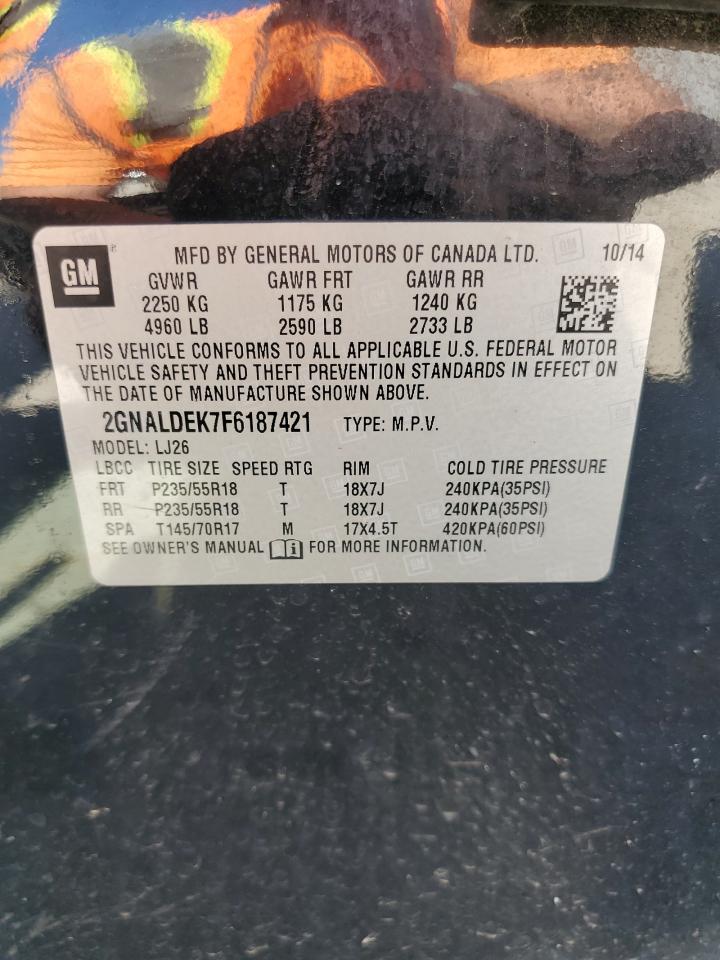 GM
MFD BY GENERAL MOTORS OF CANADA LTD. 10/14
GVWR GAWR FRT GAWR RR
2250 KG 1175 KG 1240 KG
4960 LB 2590 LB 2733 LB
THIS VEHICLE CONFORMS TO ALL APPLICABLE U.S. FEDERAL MOTOR
VEHICLE SAFETY AND THEFT PREVENTION STANDARDS IN EFFECT ON
THE DATE OF MANUFACTURE SHOWN ABOVE.
2GNALDEK7F6187421 TYPE: M.P.V.
MODEL: LJ26
LBCC TIRE SIZE SPEED RTG RIM COLD TIRE PRESSURE
FRT P235/55R18 T 18X7J 240KPA(35PSI)
RR P235/55R18 T 18X7J 240KPA(35PSI)
SPA T145/70R17 M 17X4.5T 420KPA(60PSI)
SEE OWNER'S MANUAL FOR MORE INFORMATION.